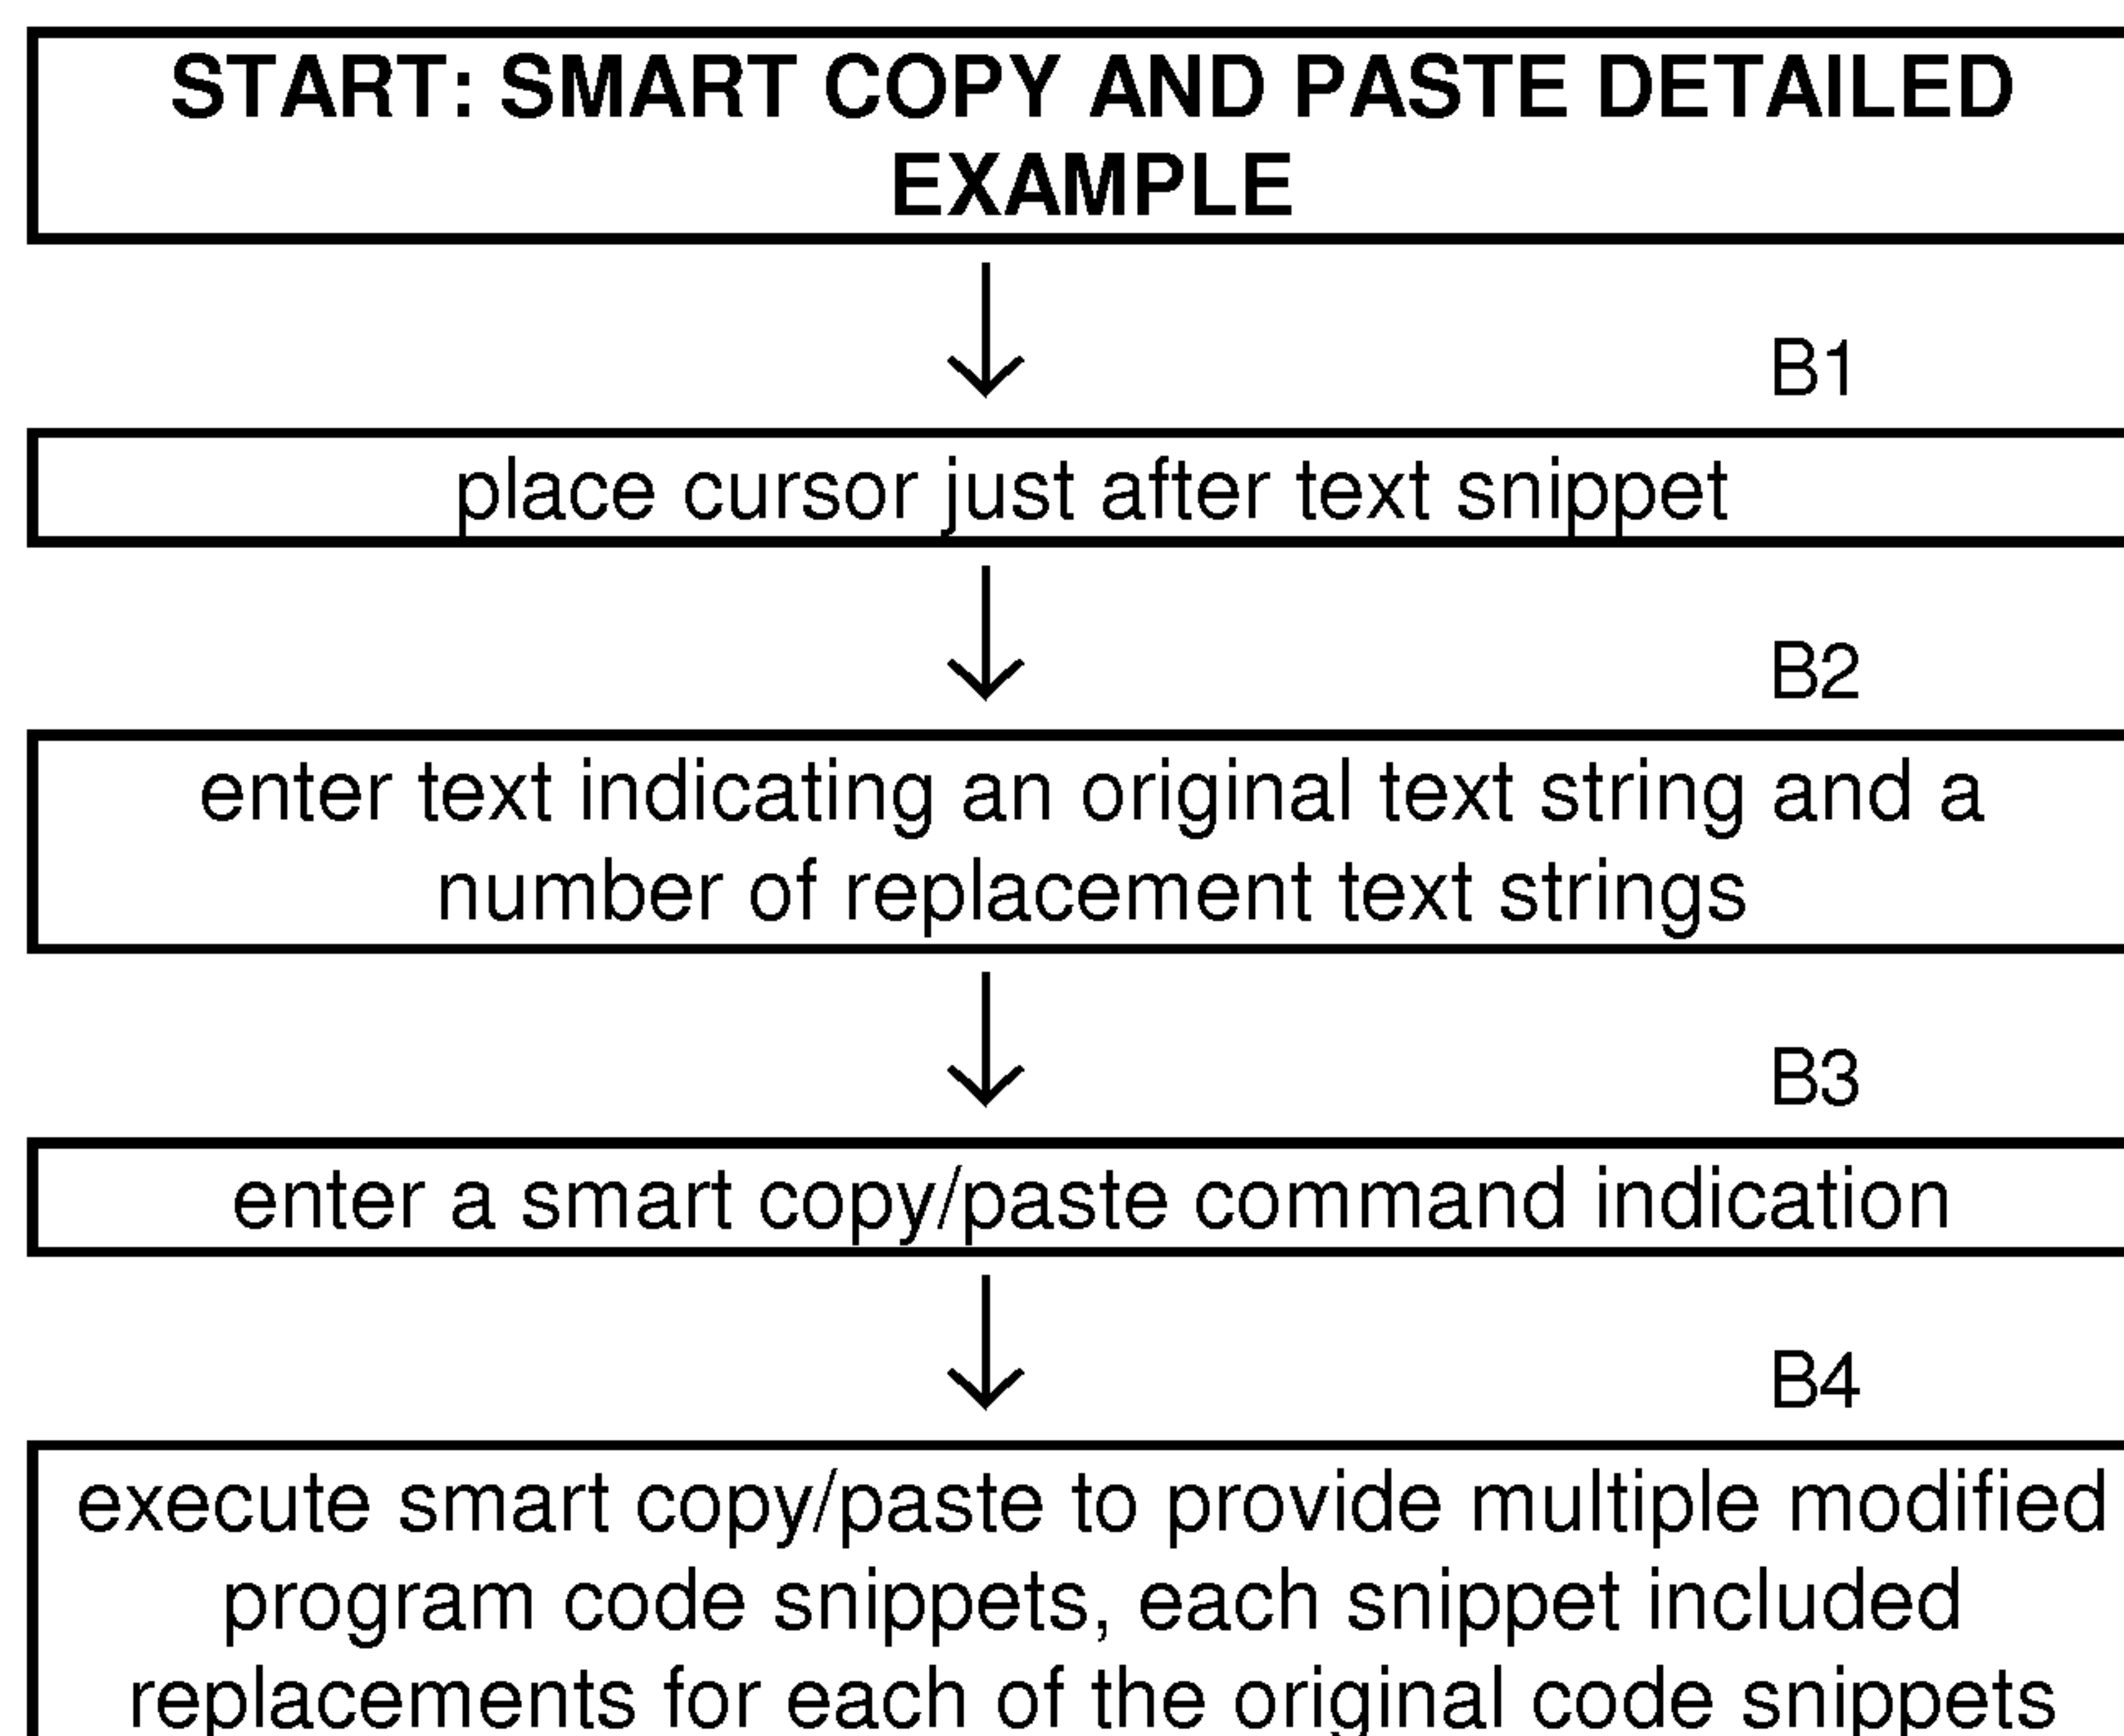 START: SMART COPY AND PASTE DETAILED
EXAMPLE
B1
place cursor just after text snippet
B2
enter text indicating an original text string and a
number of replacement text strings
B3
enter a smart copy/paste command indication
B4
execute smart copy/paste to provide multiple modified
program code snippets, each snippet included
replacements for each of the original code snippets